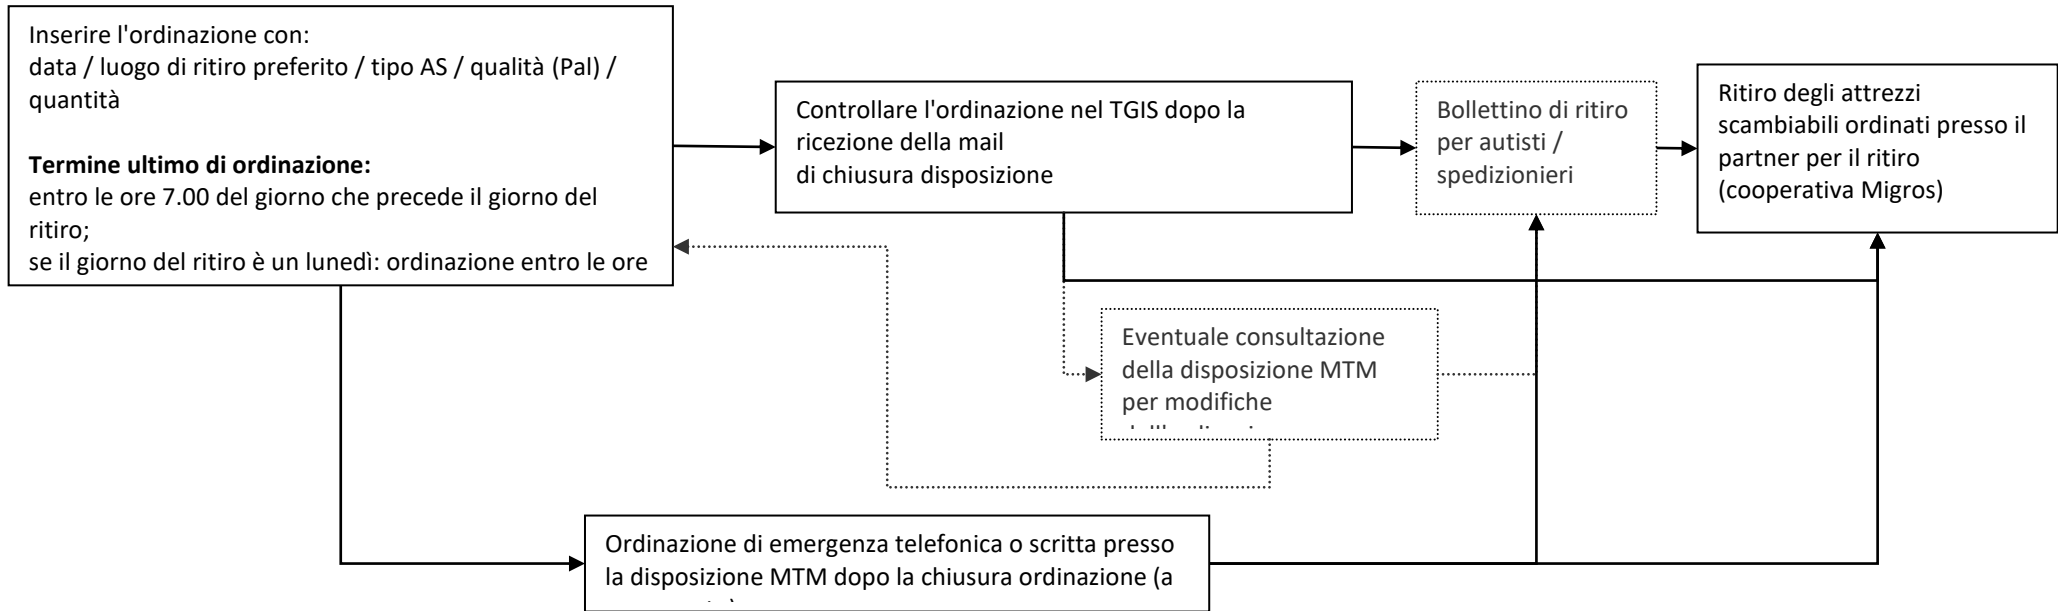 Inserire l'ordinazione con:
data / luogo di ritiro preferito / tipo AS / qualità (Pal) /
quantità
Termine ultimo di ordinazione:
entro le ore 7.00 del giorno che precede il giorno del
ritiro;
se il giorno del ritiro è un lunedì: ordinazione entro le ore
Controllare l'ordinazione nel TGIS dopo la
ricezione della mail
di chiusura disposizione
Bollettino di ritiro
per autisti /
spedizionieri
Ritiro degli attrezzi
scambiabili ordinati presso il
partner per il ritiro
(cooperativa Migros)
Eventuale consultazione
della disposizione MTM
per modifiche
Ordinazione di emergenza telefonica o scritta presso
la disposizione MTM dopo la chiusura ordinazione (a